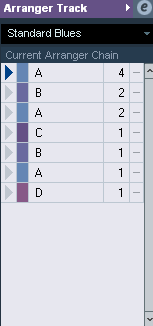 Arranger Track e
Standard Blues
Current Arranger Chain
A 4 –
B 2 –
A 2 –
C 1 –
B 1 –
A 1 –
D 1 –